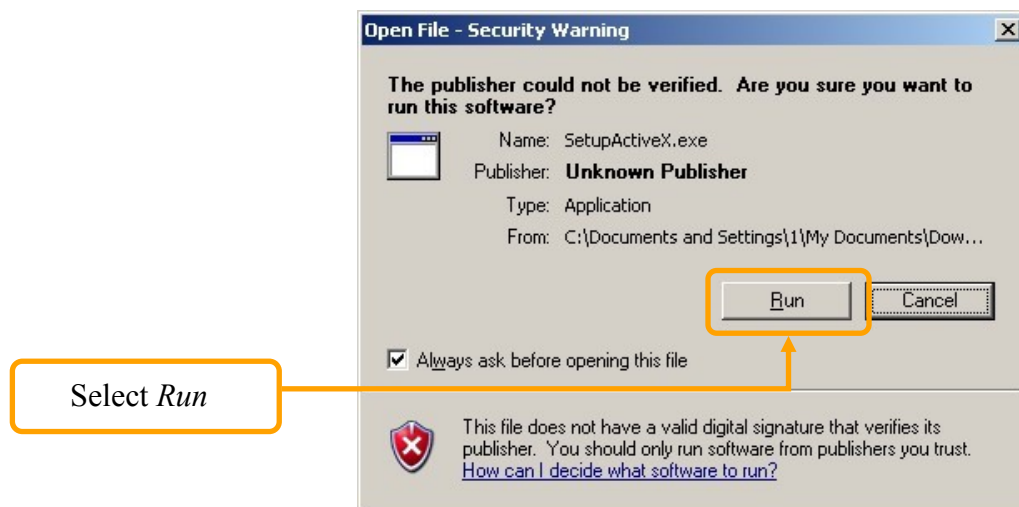 Open File - Security Warning
The publisher could not be verified. Are you sure you want to
run this software?
Name: SetupActiveX.exe
Publisher: Unknown Publisher
Type: Application
From: C:\Documents and Settings\1\My Documents\Dow...
Run
Cancel
Always ask before opening this file
Select Run
This file does not have a valid digital signature that verifies its
publisher. You should only run software from publishers you trust.
How can I decide what software to run?